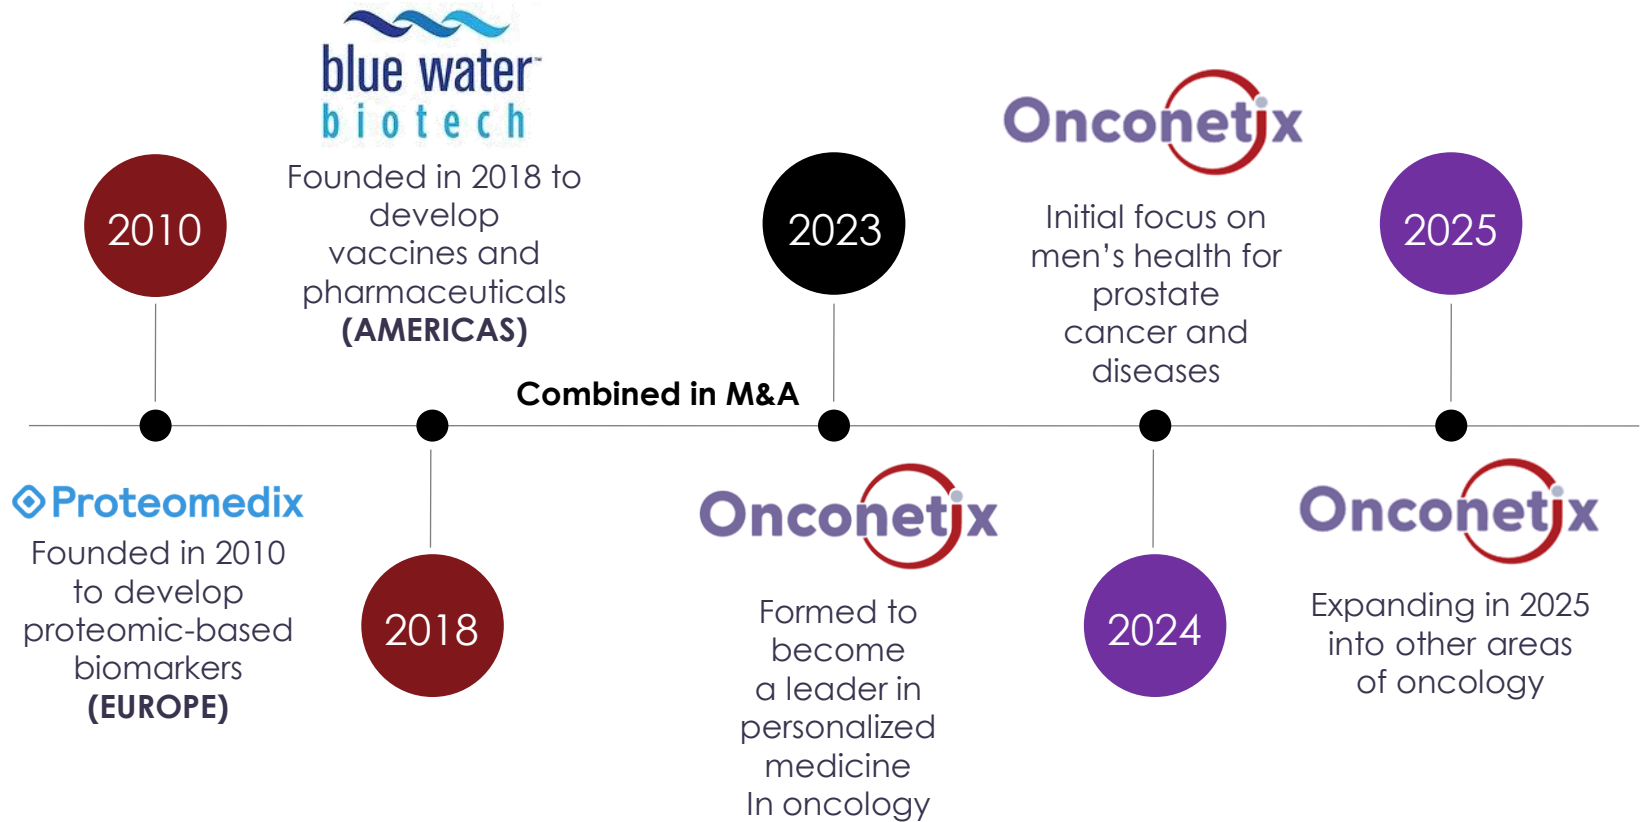 2010
Proteomedix
Founded in 2010
to develop
proteomic-based
biomarkers
(EUROPE)
blue water™
biotech
Founded in 2018 to
develop
vaccines and
pharmaceuticals
(AMERICAS)
2018
Combined in M&A
2023
Onconetix
Formed to
become
a leader in
personalized
medicine
In oncology
Onconetix
Initial focus on
men’s health for
prostate
cancer and
diseases
2024
2025
Onconetix
Expanding in 2025
into other areas
of oncology